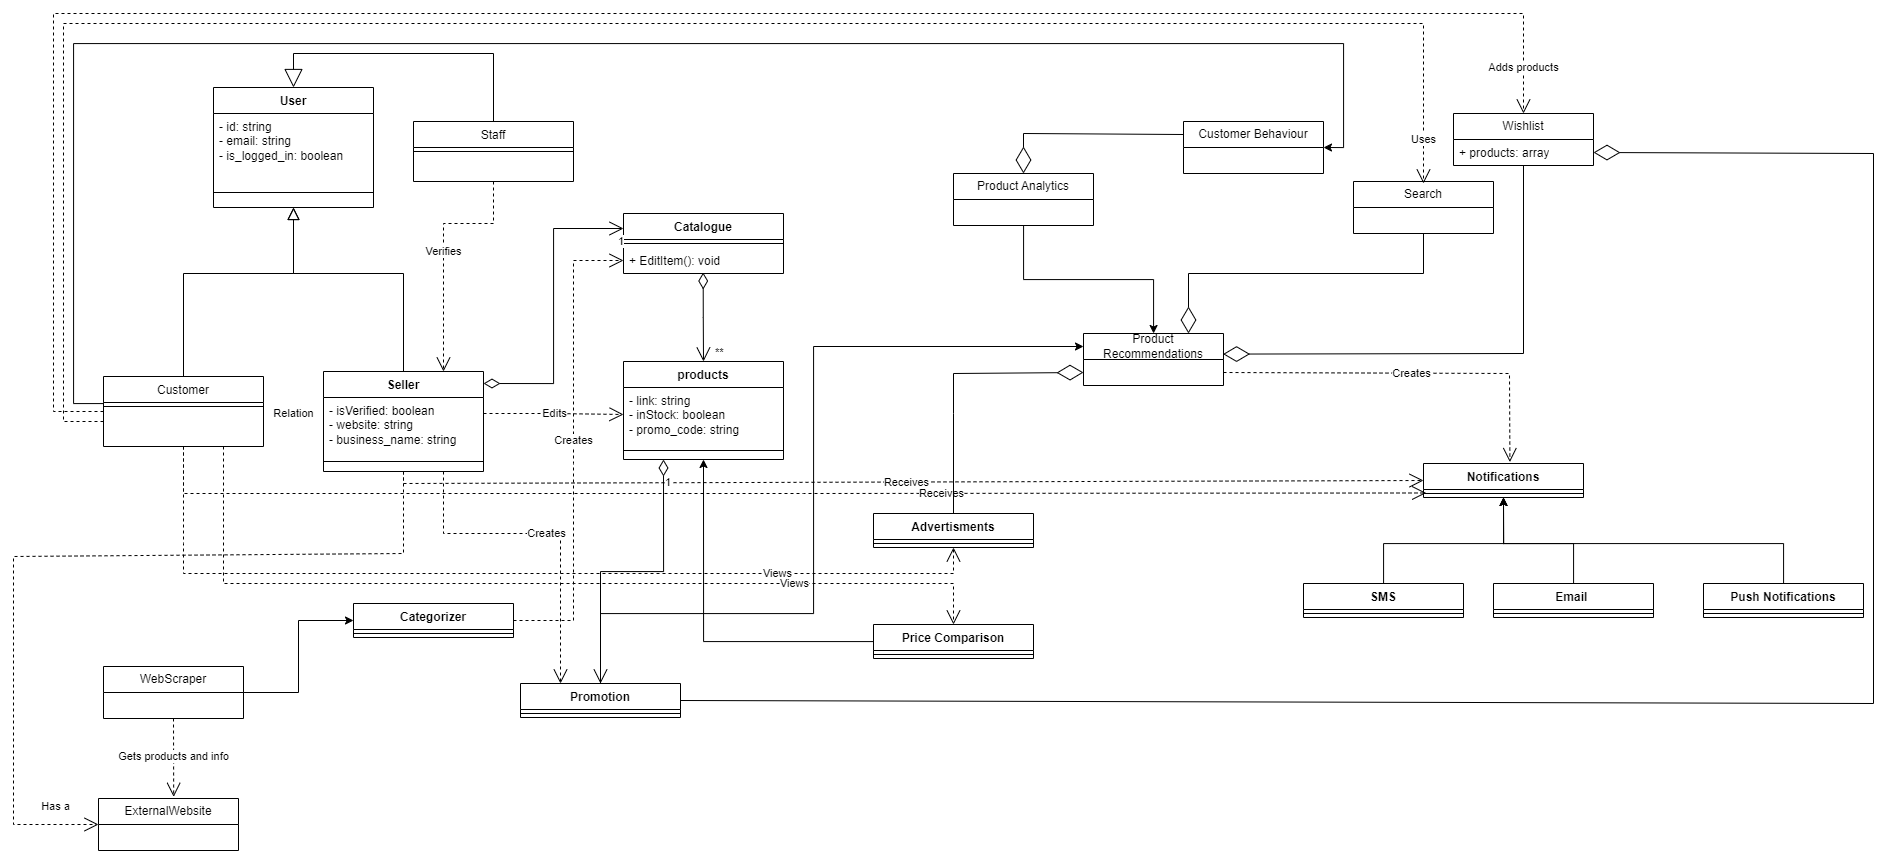 Adds products
User
- id: string
- email: string
- is_logged_in: boolean
Staff
Customer Behaviour
Wishlist
+ products: array
Uses
Product Analytics
Search
Catalogue
1
+ EditItem(): void
Verifies
Product
Recommendations
**
products
- link: string
- inStock: boolean
- promo_code: string
Creates
Customer
Relation
Seller
- isVerified: boolean
- website: string
- business_name: string
Edits
Creates
1
Receives
Receives
Notifications
Creates
Advertisments
Views
Views
SMS
Email
Push Notifications
Categorizer
Price Comparison
WebScraper
Promotion
Gets products and info
Has a
ExternalWebsite